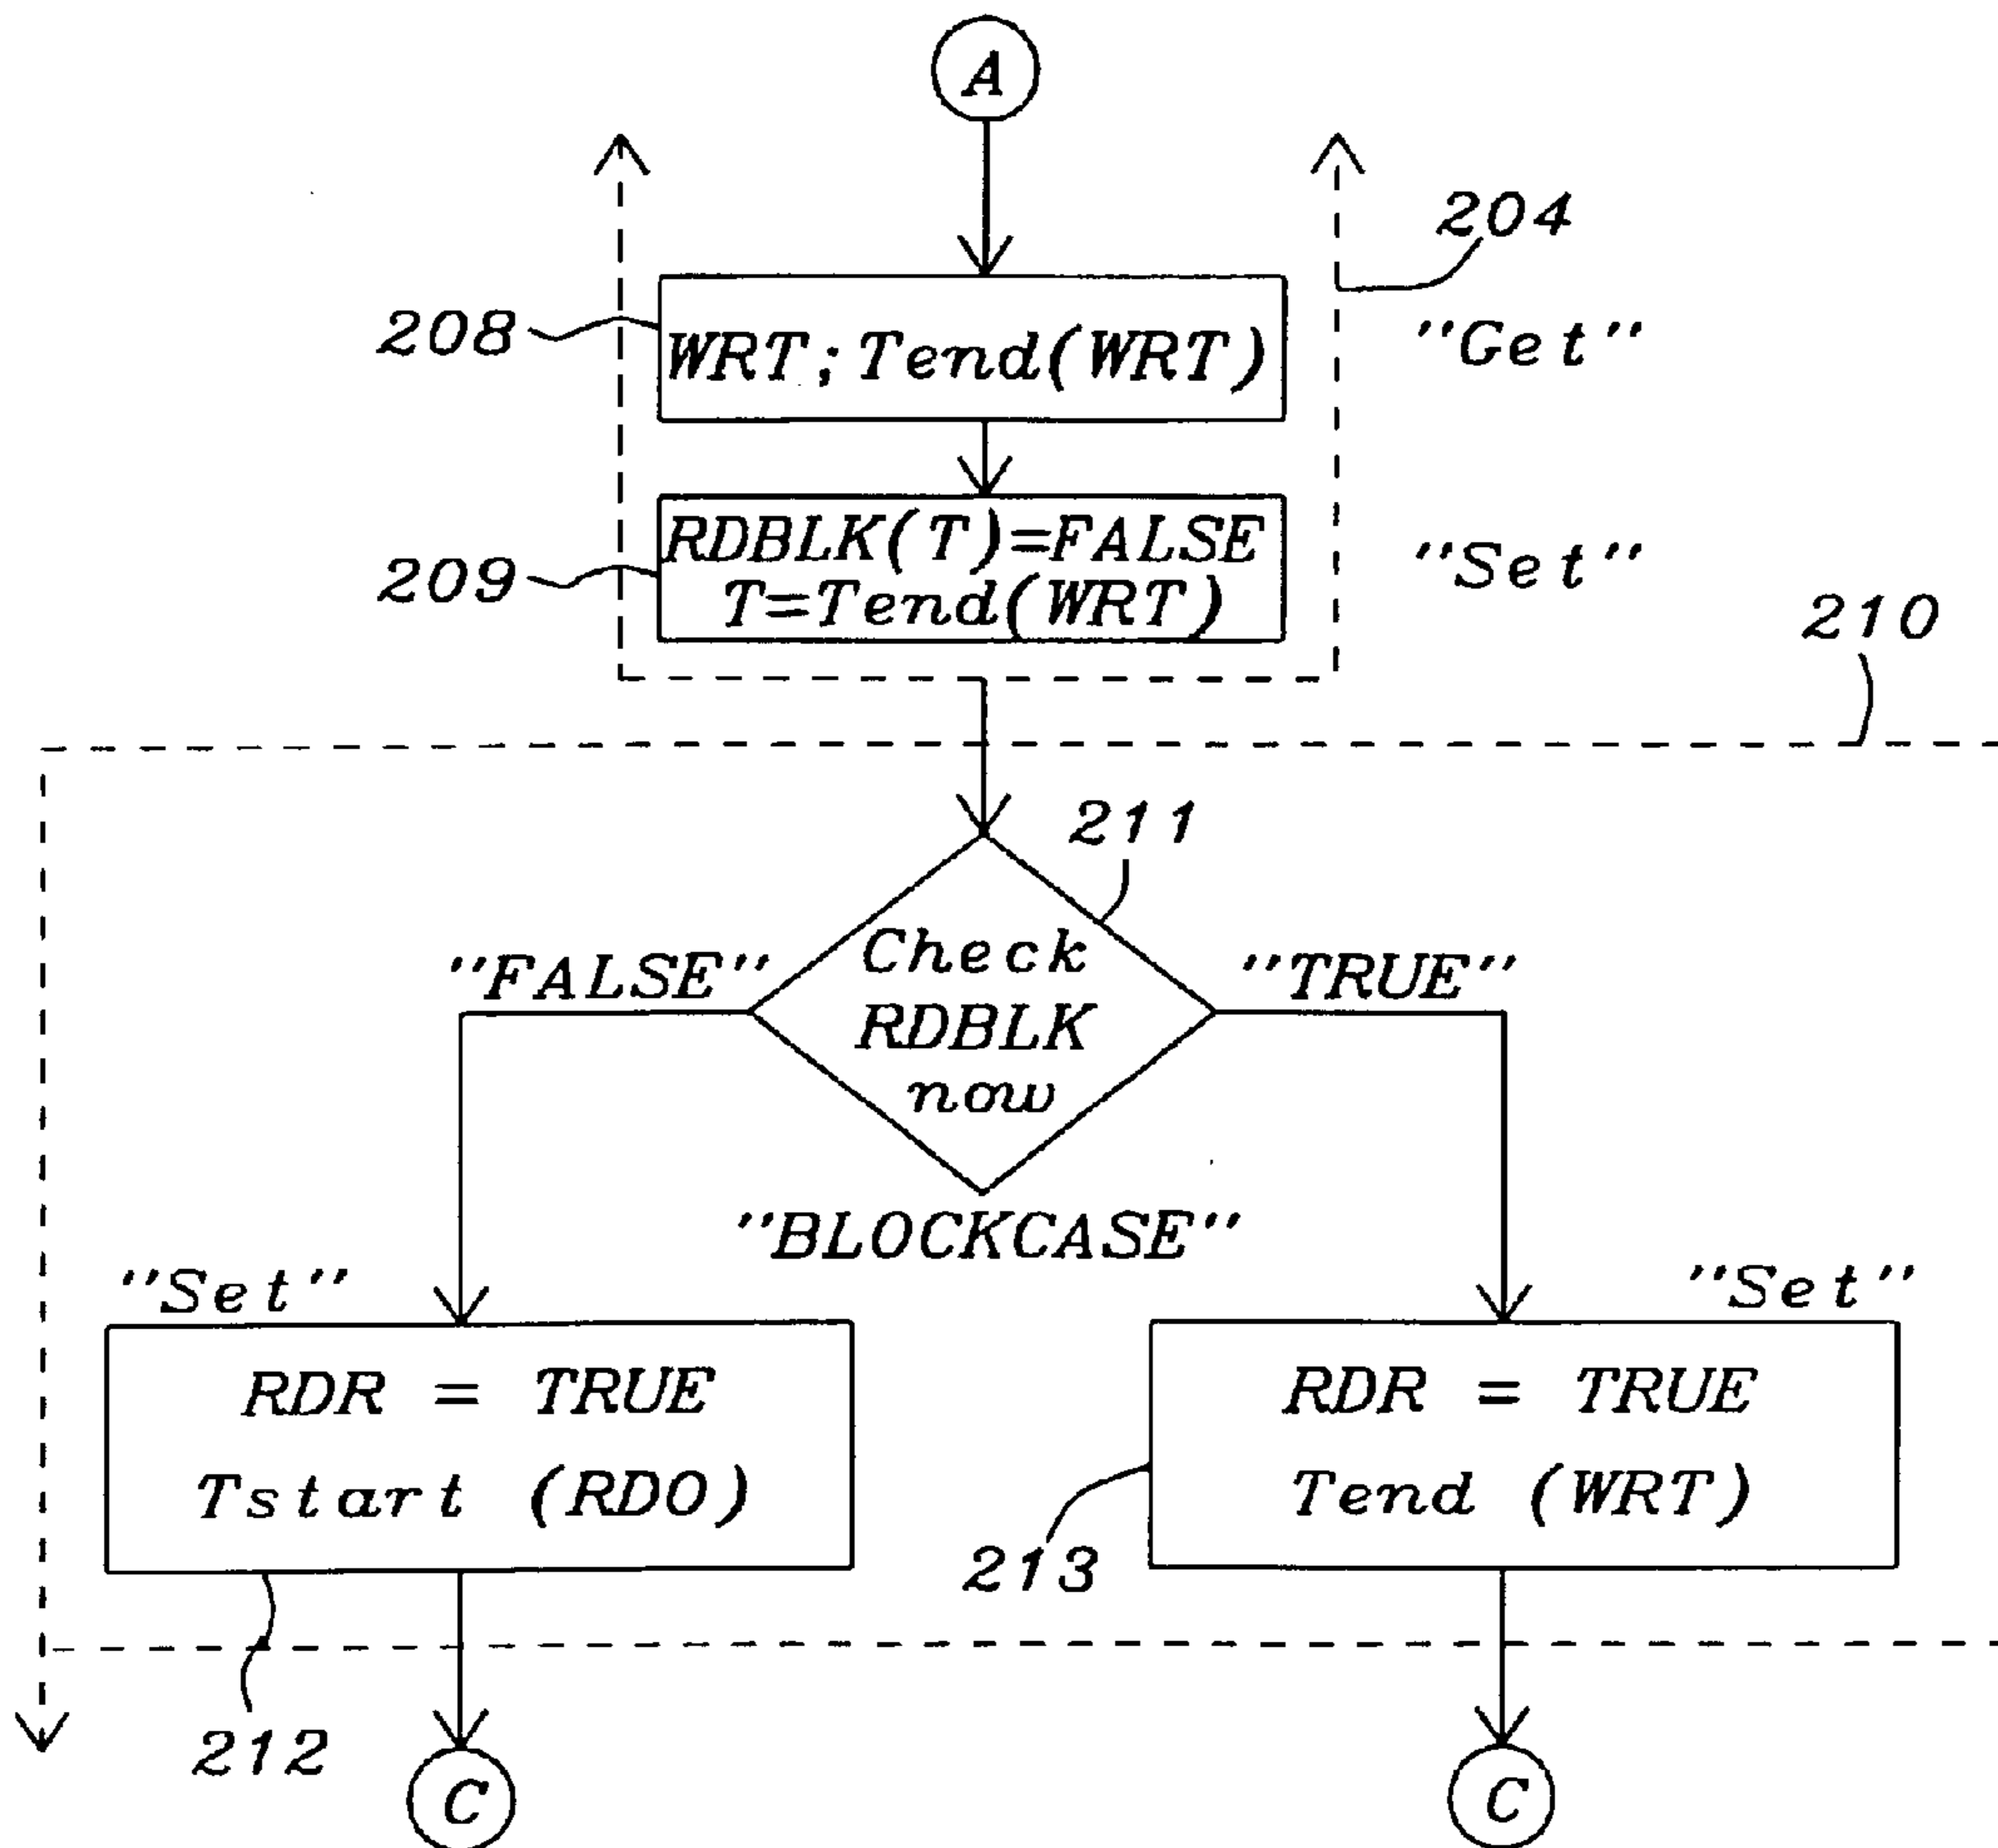 A
204
208
WRT;Tend(WRT)
"Get"
209
RDBLK(T)=FALSE
T=Tend(WRT)
"Set"
210
211
"FALSE"
Check
RDBLK
now
"TRUE"
"BLOCKCASE"
"Set"
"Set"
RDR = TRUE
Tstart (RDO)
RDR = TRUE
Tend (WRT)
213
212
C
C